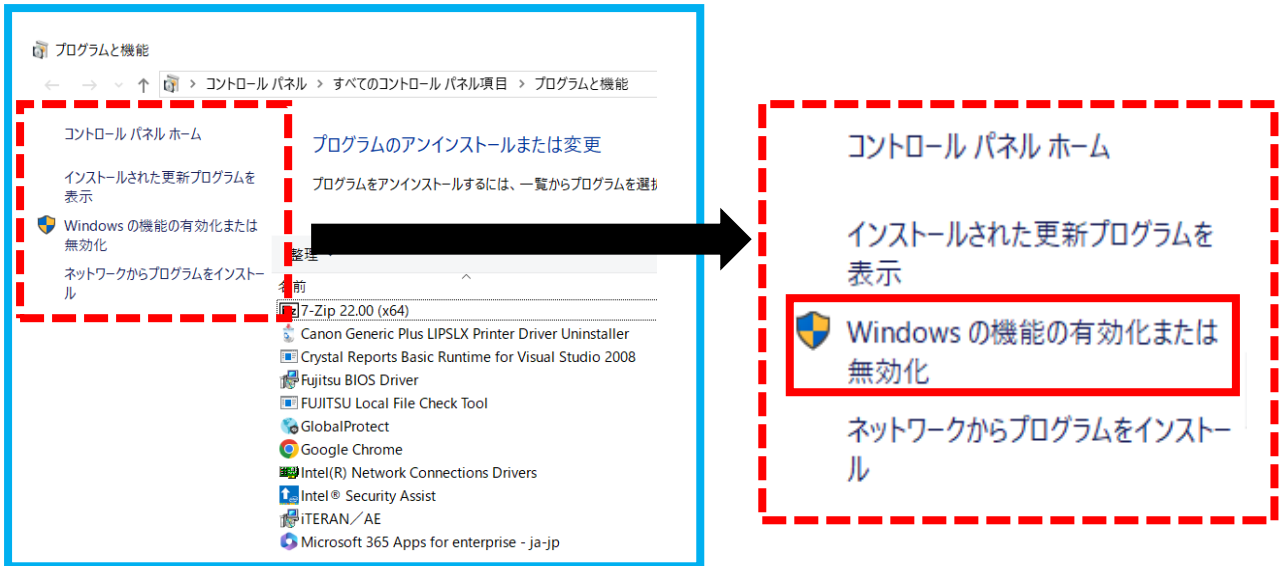 プログラムと機能
コントロール パネル > すべてのコントロール パネル項目 > プログラムと機能
コントロール パネル ホーム
インストールされた更新プログラムを
表示
Windows の機能の有効化または
無効化
ネットワークからプログラムをインストー
ル
プログラムのアンインストールまたは変更
プログラムをアンインストールするには、一覧からプログラムを選
整理
名前
7-Zip 22.00 (x64)
Canon Generic Plus LIPSLX Printer Driver Uninstaller
Crystal Reports Basic Runtime for Visual Studio 2008
Fujitsu BIOS Driver
FUJITSU Local File Check Tool
GlobalProtect
Google Chrome
Intel(R) Network Connections Drivers
Intel® Security Assist
iTERAN／AE
Microsoft 365 Apps for enterprise - ja-jp
コントロール パネル ホーム
インストールされた更新プログラムを
表示
Windows の機能の有効化または
無効化
ネットワークからプログラムをインストー
ル